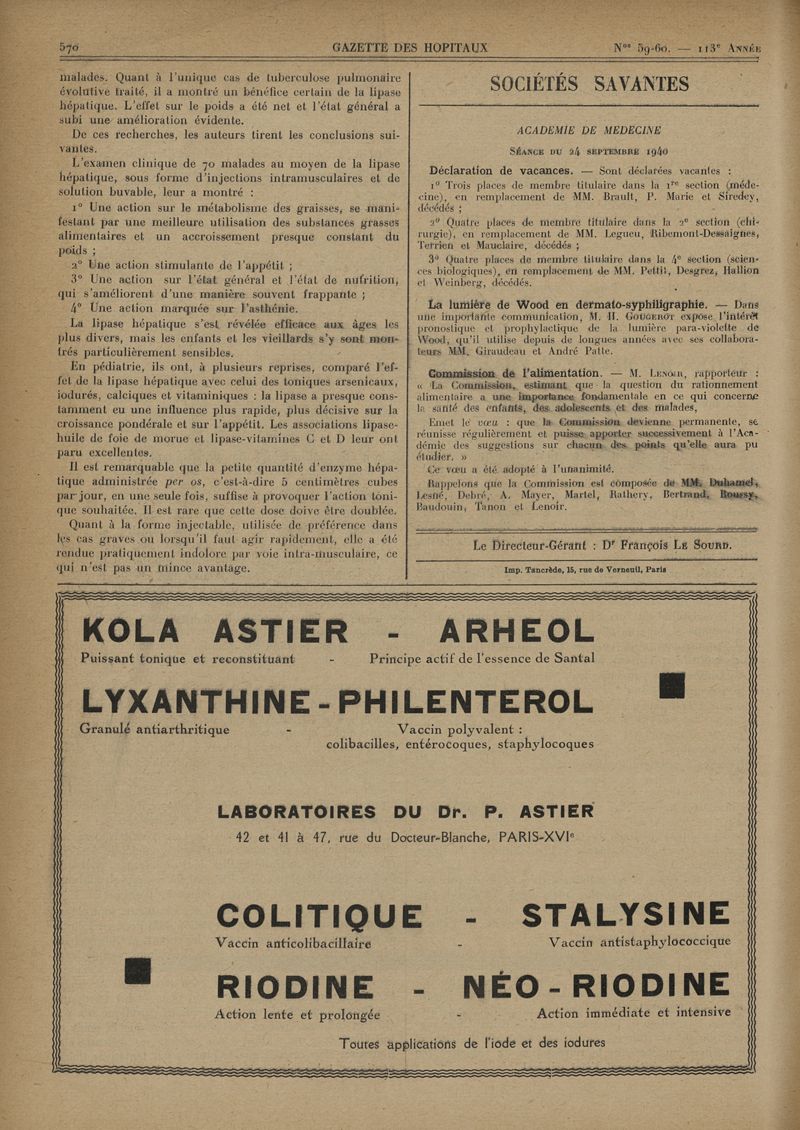 570
GAZETTE DES HOPITAUX
Nos 59-60. — 113e ANNÉE
malades. Quant à l'unique cas de tuberculose pulmonaire
évolutive traité, il a montré un bénéfice certain de la lipase
hépatique. L'effet sur le poids a été net et l'état général a
subi une amélioration évidente.
De ces recherches, les auteurs tirent les conclusions sui-
vantes.
L'examen clinique de 70 malades au moyen de la lipase
hépatique, sous forme d'injections intramusculaires et de
solution buvable, leur a montré :
1° Une action sur le métabolisme des graisses, se mani-
festant par une meilleure utilisation des substances grasses
alimentaires et un accroissement presque constant du
poids ;
2° Une action stimulante de l'appétit ;
3° Une action sur l'état général et l'état de nutrition,
qui s'améliorent d'une manière souvent frappante ;
4° Une action marquée sur l'asthénie.
La lipase hépatique s'est révélée efficace aux âges les
plus divers, mais les enfants et les vieillards s'y sont mon-
trés particulièrement sensibles.
En pédiatrie, ils ont, à plusieurs reprises, comparé l'ef-
fet de la lipase hépatique avec celui des toniques arsenicaux,
iodurés, calciques et vitaminiques : la lipase a presque cons-
tamment eu une influence plus rapide, plus décisive sur la
croissance pondérale et sur l'appétit. Les associations lipase-
huile de foie de morue et lipase-vitamines C et D leur ont
paru excellentes.
Il est remarquable que la petite quantité d'enzyme hépa-
tique administrée per os, c'est-à-dire 5 centimètres cubes
par jour, en une seule fois, suffise à provoquer l'action toni-
que souhaitée. Il est rare que cette dose doive être doublée.
Quant à la forme injectable, utilisée de préférence dans
les cas graves ou lorsqu'il faut agir rapidement, elle a été
rendue pratiquement indolore par voie intra-musculaire, ce
qui n'est pas un mince avantage.
SOCIÉTÉS SAVANTES
ACADEMIE DE MEDECINE
SÉANCE DU 24 SEPTEMBRE 1940
Déclaration de vacances. — Sont déclarées vacantes :
1° Trois places de membre titulaire dans la 1re section (méde-
cine), en remplacement de MM. Brault, P. Marie et Siredey,
décédés ;
2° Quatre places de membre titulaire dans la 2e section (chi-
rurgie), en remplacement de MM. Legueu, Ribemont-Dessaignes,
Terrien et Mauclaire, décédés ;
3° Quatre places de membre titulaire dans la 4e section (scien-
ces biologiques), en remplacement de MM. Pettit, Desgrez, Hallion
et Weinberg, décédés.
La lumière de Wood en dermato-syphiligraphie. — Dans
une importante communication, M. H. GOUGEROT expose l'intérêt
pronostique et prophylactique de la lumière para-violette de
Wood, qu'il utilise depuis de longues années avec ses collabora-
teurs MM. Giraudeau et André Patte.
Commission de l'alimentation. — M. LENOIR, rapporteur :
« La Commission, estimant que la question du rationnement
alimentaire a une importance fondamentale en ce qui concerne
la santé des enfants, des adolescents et des malades,
Emet le vœu : que la Commission devienne permanente, se
réunisse régulièrement et puisse apporter successivement à l'Aca-
démie des suggestions sur chacun des points qu'elle aura pu
étudier. »
Ce vœu a été adopté à l'unanimité.
Rappelons que la Commission est composée de MM. Duhamel,
Lesné, Debré, A. Mayer, Martel, Rathery, Bertrand, Roussy,
Baudouin, Tanon et Lenoir.
Le Directeur-Gérant : Dr François LE SOURD.
Imp. Tancrède, 15, rue de Verneuil, Paris
KOLA ASTIER - ARHEOL
Puissant tonique et reconstituant - Principe actif de l'essence de Santal
LYXANTHINE - PHILENTEROL
Granulé antiarthritique - Vaccin polyvalent :
colibacilles, entérocoques, staphylocoques
LABORATOIRES DU Dr. P. ASTIER
42 et 41 à 47, rue du Docteur-Blanche, PARIS-XVIe
COLITIQUE - STALYSINE
Vaccin anticolibacillaire - Vaccin antistaphylococcique
RIODINE - NÉO-RIODINE
Action lente et prolongée - Action immédiate et intensive
Toutes applications de l'iode et des iodures